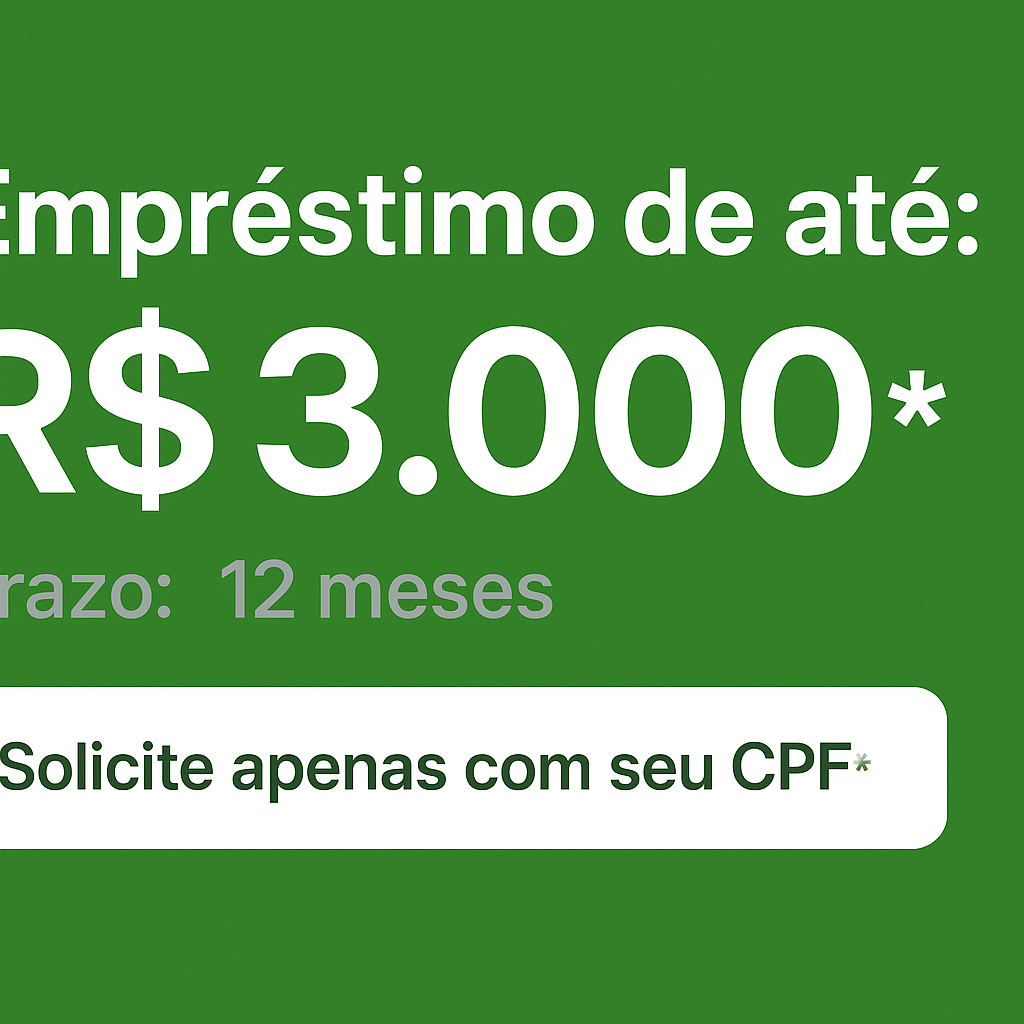 Empréstimo de até:
R$ 3.000*
razo: 12 meses
Solicite apenas com seu CPF*